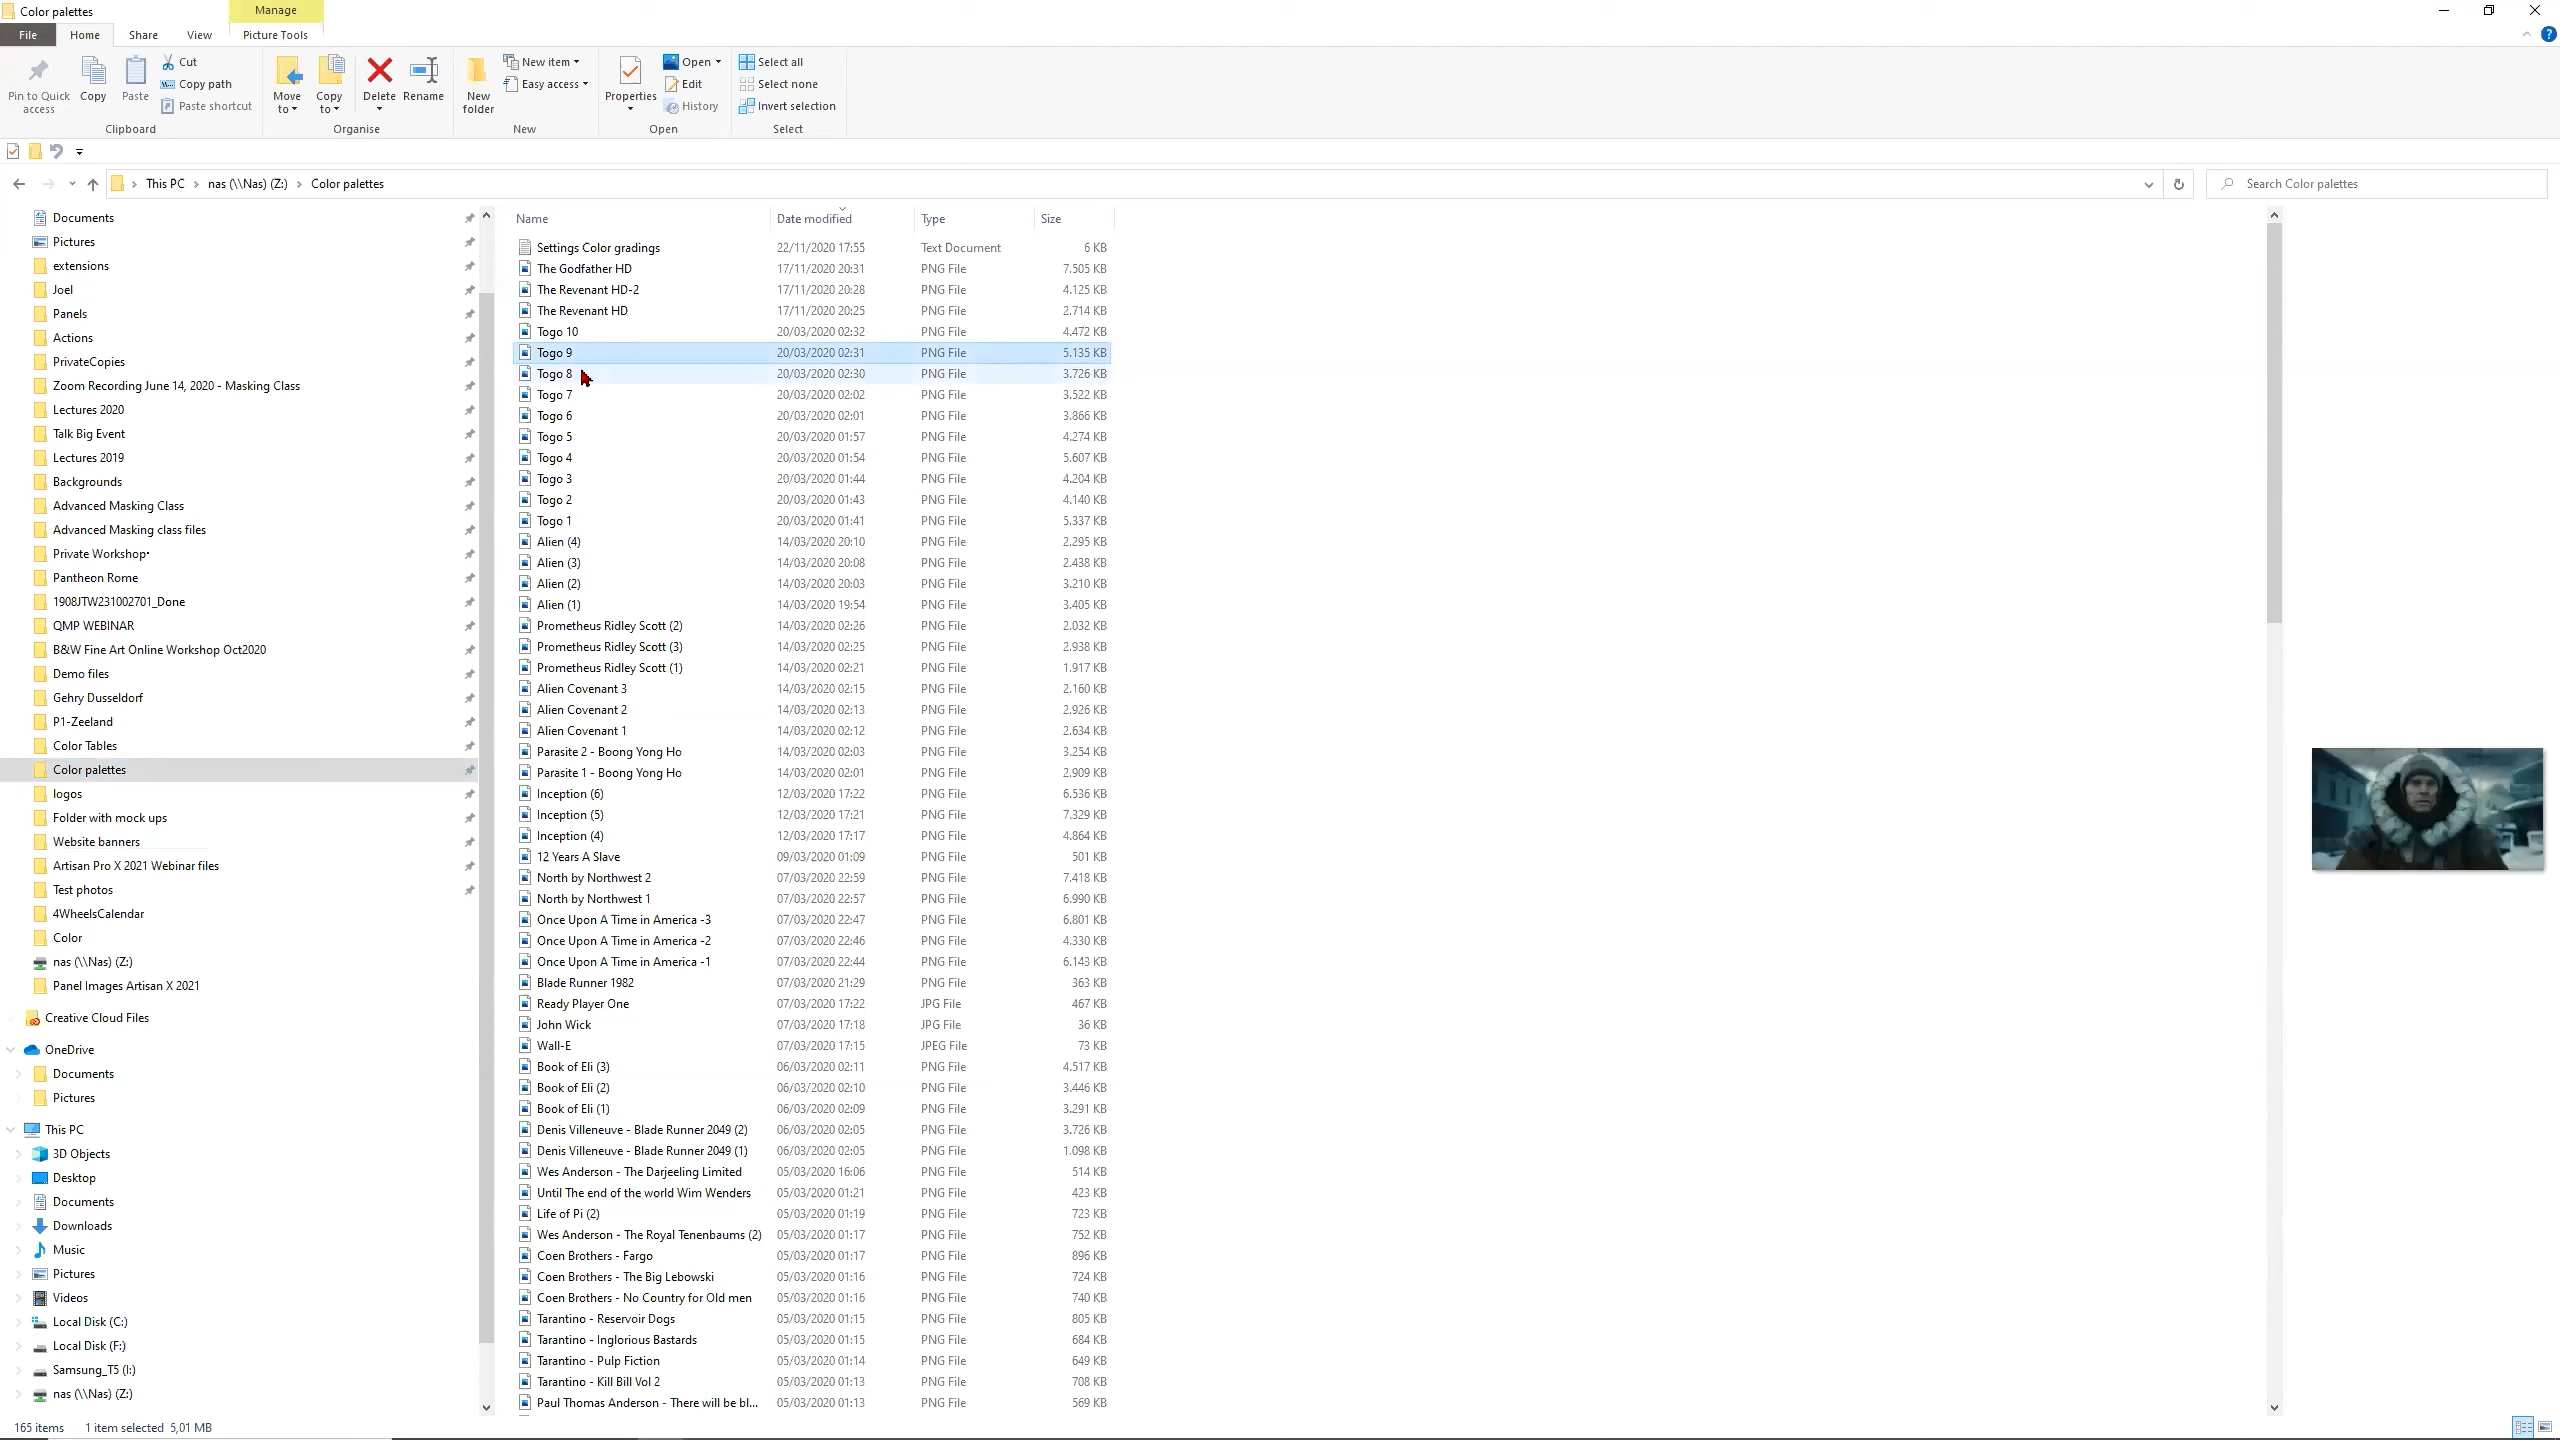 Color palettes
Manage
File
Home
Share
View
Picture Tools
Pin to Quick access
Copy
Paste
Cut
Copy path
Paste shortcut
Clipboard
Move to
Copy to
Delete
Rename
Organise
New folder
New item
Easy access
New
Properties
Open
Edit
History
Open
Select all
Select none
Invert selection
Select
This PC > nas (\\Nas) (Z:) > Color palettes
Search Color palettes
Documents
Pictures
extensions
Joel
Panels
Actions
PrivateCopies
Zoom Recording June 14, 2020 - Masking Class
Lectures 2020
Talk Big Event
Lectures 2019
Backgrounds
Advanced Masking Class
Advanced Masking class files
Private Workshop•
Pantheon Rome
1908JTW231002701_Done
QMP WEBINAR
B&W Fine Art Online Workshop Oct2020
Demo files
Gehry Dusseldorf
P1-Zeeland
Color Tables
Color palettes
logos
Folder with mock ups
Website banners
Artisan Pro X 2021 Webinar files
Test photos
4WheelsCalendar
Color
nas (\\Nas) (Z:)
Panel Images Artisan X 2021
Creative Cloud Files
OneDrive
Documents
Pictures
This PC
3D Objects
Desktop
Documents
Downloads
Music
Pictures
Videos
Local Disk (C:)
Local Disk (F:)
Samsung_T5 (I:)
nas (\\Nas) (Z:)
Name Date modified Type Size
Settings Color gradings 22/11/2020 17:55 Text Document 6 KB
The Godfather HD 17/11/2020 20:31 PNG File 7.505 KB
The Revenant HD-2 17/11/2020 20:28 PNG File 4.125 KB
The Revenant HD 17/11/2020 20:25 PNG File 2.714 KB
Togo 10 20/03/2020 02:32 PNG File 4.472 KB
Togo 9 20/03/2020 02:31 PNG File 5.135 KB
Togo 8 20/03/2020 02:30 PNG File 3.726 KB
Togo 7 20/03/2020 02:02 PNG File 3.522 KB
Togo 6 20/03/2020 02:01 PNG File 3.866 KB
Togo 5 20/03/2020 01:57 PNG File 4.274 KB
Togo 4 20/03/2020 01:54 PNG File 5.607 KB
Togo 3 20/03/2020 01:44 PNG File 4.204 KB
Togo 2 20/03/2020 01:43 PNG File 4.140 KB
Togo 1 20/03/2020 01:41 PNG File 5.337 KB
Alien (4) 14/03/2020 20:10 PNG File 2.295 KB
Alien (3) 14/03/2020 20:08 PNG File 2.438 KB
Alien (2) 14/03/2020 20:03 PNG File 3.210 KB
Alien (1) 14/03/2020 19:54 PNG File 3.405 KB
Prometheus Ridley Scott (2) 14/03/2020 02:26 PNG File 2.032 KB
Prometheus Ridley Scott (3) 14/03/2020 02:25 PNG File 2.938 KB
Prometheus Ridley Scott (1) 14/03/2020 02:21 PNG File 1.917 KB
Alien Covenant 3 14/03/2020 02:15 PNG File 2.160 KB
Alien Covenant 2 14/03/2020 02:13 PNG File 2.926 KB
Alien Covenant 1 14/03/2020 02:12 PNG File 2.634 KB
Parasite 2 - Boong Yong Ho 14/03/2020 02:03 PNG File 3.254 KB
Parasite 1 - Boong Yong Ho 14/03/2020 02:01 PNG File 2.909 KB
Inception (6) 12/03/2020 17:22 PNG File 6.536 KB
Inception (5) 12/03/2020 17:21 PNG File 7.329 KB
Inception (4) 12/03/2020 17:17 PNG File 4.864 KB
12 Years A Slave 09/03/2020 01:09 PNG File 501 KB
North by Northwest 2 07/03/2020 22:59 PNG File 7.418 KB
North by Northwest 1 07/03/2020 22:57 PNG File 6.990 KB
Once Upon A Time in America -3 07/03/2020 22:47 PNG File 6.801 KB
Once Upon A Time in America -2 07/03/2020 22:46 PNG File 4.330 KB
Once Upon A Time in America -1 07/03/2020 22:44 PNG File 6.143 KB
Blade Runner 1982 07/03/2020 21:29 PNG File 363 KB
Ready Player One 07/03/2020 17:22 JPG File 467 KB
John Wick 07/03/2020 17:18 JPG File 36 KB
Wall-E 07/03/2020 17:15 JPEG File 73 KB
Book of Eli (3) 06/03/2020 02:11 PNG File 4.517 KB
Book of Eli (2) 06/03/2020 02:10 PNG File 3.446 KB
Book of Eli (1) 06/03/2020 02:09 PNG File 3.291 KB
Denis Villeneuve - Blade Runner 2049 (2) 06/03/2020 02:05 PNG File 3.726 KB
Denis Villeneuve - Blade Runner 2049 (1) 06/03/2020 02:05 PNG File 1.098 KB
Wes Anderson - The Darjeeling Limited 05/03/2020 16:06 PNG File 514 KB
Until The end of the world Wim Wenders 05/03/2020 01:21 PNG File 423 KB
Life of Pi (2) 05/03/2020 01:19 PNG File 723 KB
Wes Anderson - The Royal Tenenbaums (2) 05/03/2020 01:17 PNG File 752 KB
Coen Brothers - Fargo 05/03/2020 01:17 PNG File 896 KB
Coen Brothers - The Big Lebowski 05/03/2020 01:16 PNG File 724 KB
Coen Brothers - No Country for Old men 05/03/2020 01:16 PNG File 740 KB
Tarantino - Reservoir Dogs 05/03/2020 01:15 PNG File 805 KB
Tarantino - Inglorious Bastards 05/03/2020 01:15 PNG File 684 KB
Tarantino - Pulp Fiction 05/03/2020 01:14 PNG File 649 KB
Tarantino - Kill Bill Vol 2 05/03/2020 01:13 PNG File 708 KB
Paul Thomas Anderson - There will be bl... 05/03/2020 01:13 PNG File 569 KB
165 items 1 item selected 5,01 MB